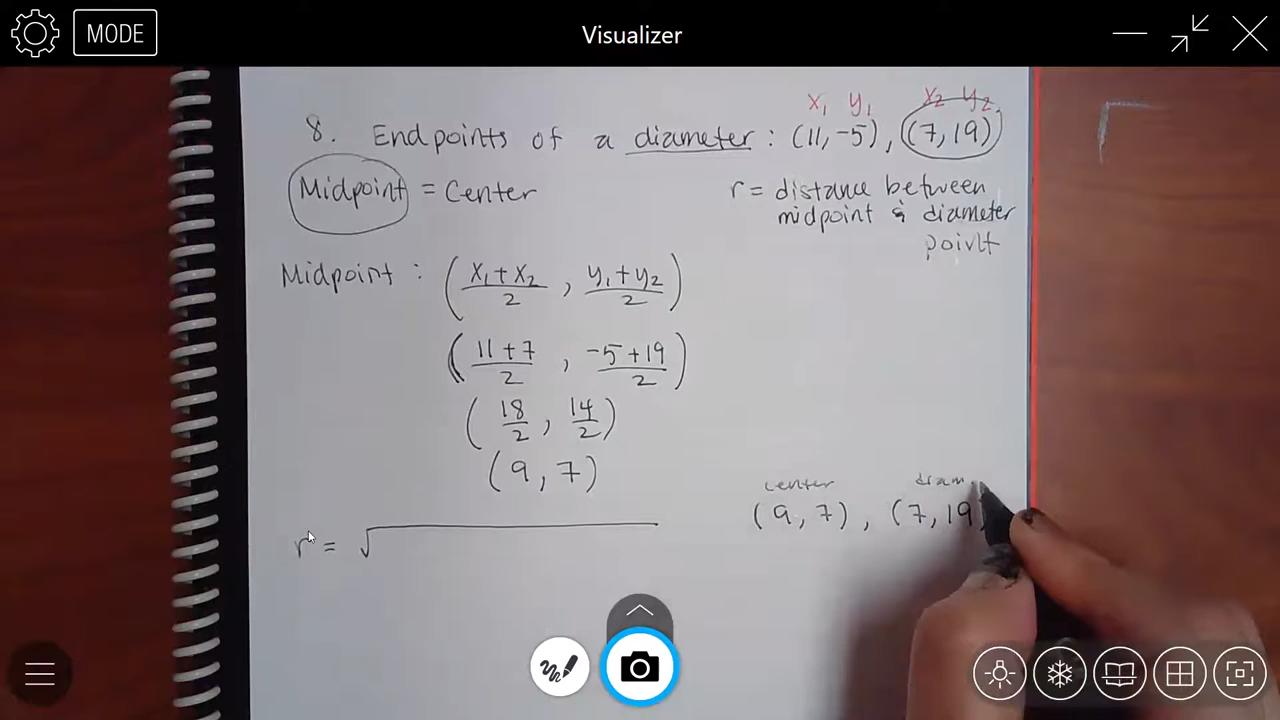 MODE
Visualizer
x₁ y₁ x₂ y₂
8. Endpoints of a diameter : (11, -5), (7, 19)
Midpoint = Center
r = distance between
midpoint & diameter
point
Midpoint : (x₁+x₂/2 , y₁+y₂/2)
(11+7/2 , -5+19/2)
(18/2 , 14/2)
(9, 7)
center diam
(9, 7), (7, 19)
r = √